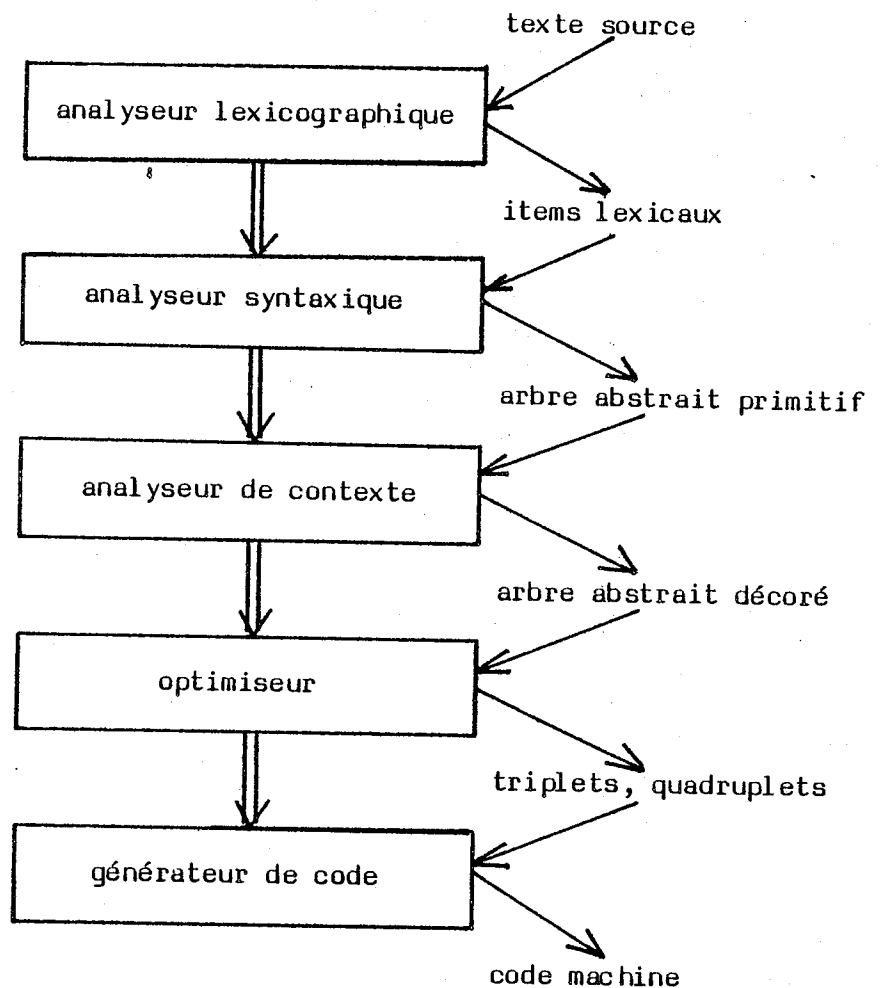 texte source
analyseur lexicographique
items lexicaux
analyseur syntaxique
arbre abstrait primitif
analyseur de contexte
arbre abstrait décoré
optimiseur
triplets, quadruplets
générateur de code
code machine